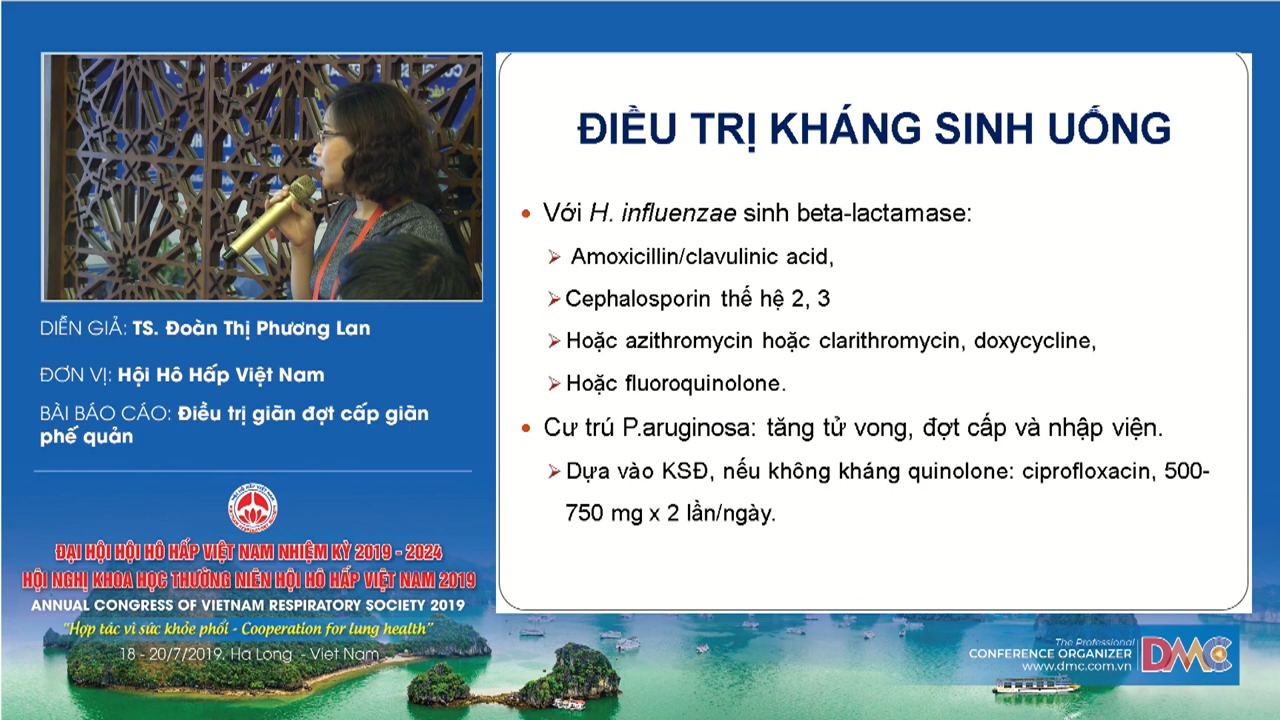 ĐIỀU TRỊ KHÁNG SINH UỐNG
Với H. influenzae sinh beta-lactamase:
Amoxicillin/clavulinic acid,
Cephalosporin thế hệ 2, 3
Hoặc azithromycin hoặc clarithromycin, doxycycline,
Hoặc fluoroquinolone.
Cư trú P.aruginosa: tăng tử vong, đợt cấp và nhập viện.
Dựa vào KSĐ, nếu không kháng quinolone: ciprofloxacin, 500-
750 mg x 2 lần/ngày.
DIỄN GIẢ: TS. Đoàn Thị Phương Lan
ĐƠN VỊ: Hội Hô Hấp Việt Nam
BÀI BÁO CÁO: Điều trị giãn đợt cấp giãn
phế quản
ĐẠI HỘI HỘI HÔ HẤP VIỆT NAM NHIỆM KỲ 2019 - 2024
HỘI NGHỊ KHOA HỌC THƯỜNG NIÊN HỘI HÔ HẤP VIỆT NAM 2019
ANNUAL CONGRESS OF VIETNAM RESPIRATORY SOCIETY 2019
"Hợp tác vì sức khỏe phổi - Cooperation for lung health"
18 - 20/7/2019. Ha Long - Viet Nam
The Professional
CONFERENCE ORGANIZER
www.dmc.com.vn
DMC